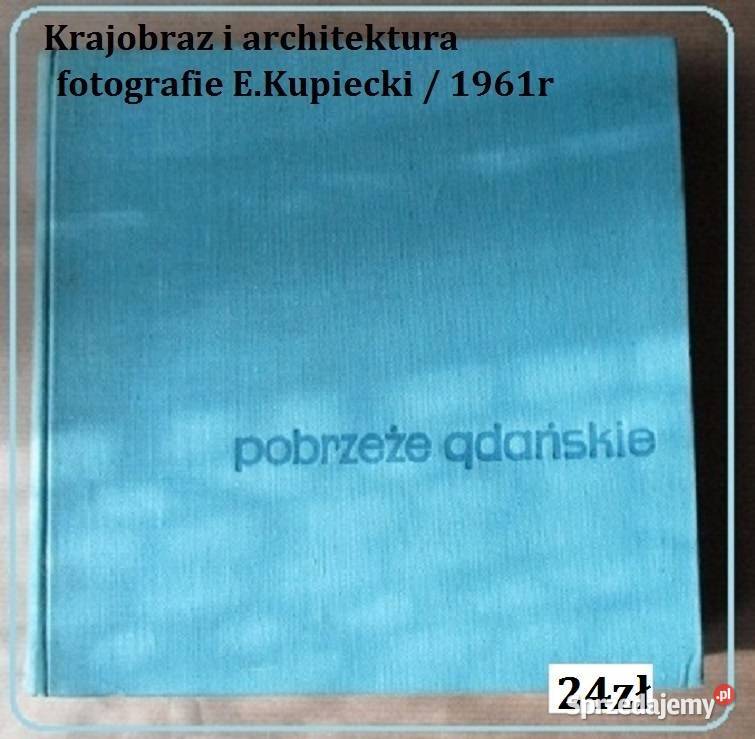 Krajobraz i architektura
fotografie E.Kupiecki / 1961r
pobrzeże gdańskie
24zł
sprzedajemy.pl